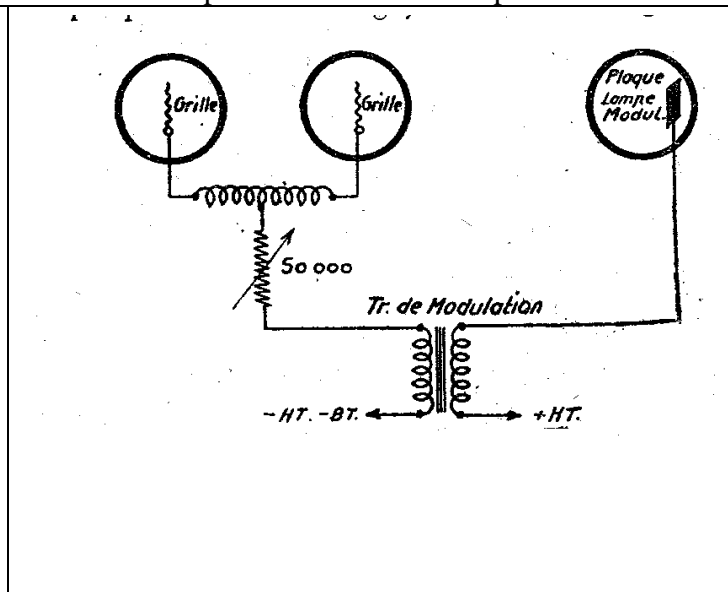 Grille
Grille
Plaque
Lampe
Modul.
50 000
Tr. de Modulation
-HT. -BT.
+HT.